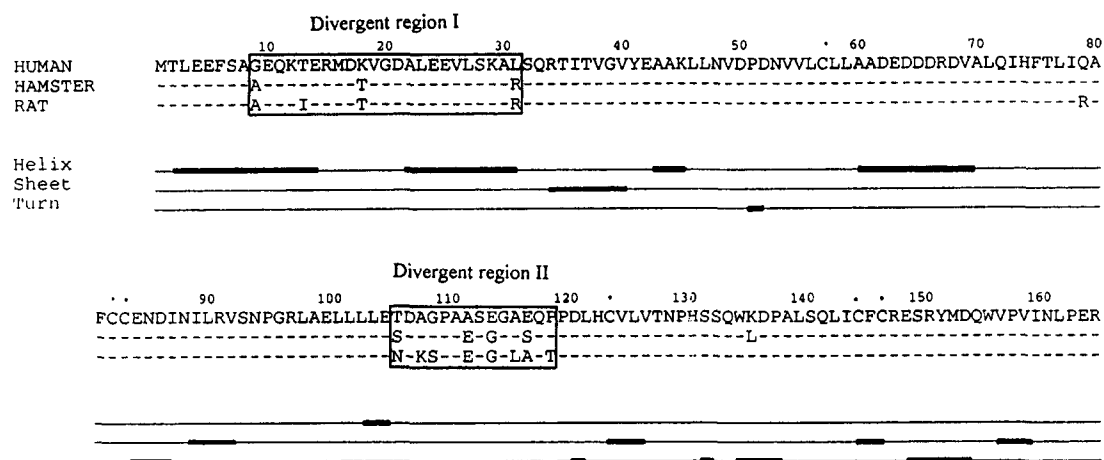 Divergent region I
10 20 30 40 50 60 70 80
HUMAN MTLEEFSAGEQKTERMDKVGDALEEVLSKALSQRTITVGVYEAAKLLNVDPDNVVLCLLAADEDDDRDVALQIHFTLIQA
HAMSTER --------A--------T------------R-------------------------------------------------
RAT --------A---I----T------------R-----------------------------------------------R-
Helix
Sheet
Turn
Divergent region II
90 100 110 120 130 140 150 160
FCCENDINILRVSNPGRLAELLLLETDAGPAASEGAEQPPDLHCVLVTNPHSSQWKDPALSQLICFCRESRYMDQWVPVINLPER
-------------------------S-----E-G--S------------------L-----------------------------
-------------------------N-KS--E-G-LA-T----------------------------------------------